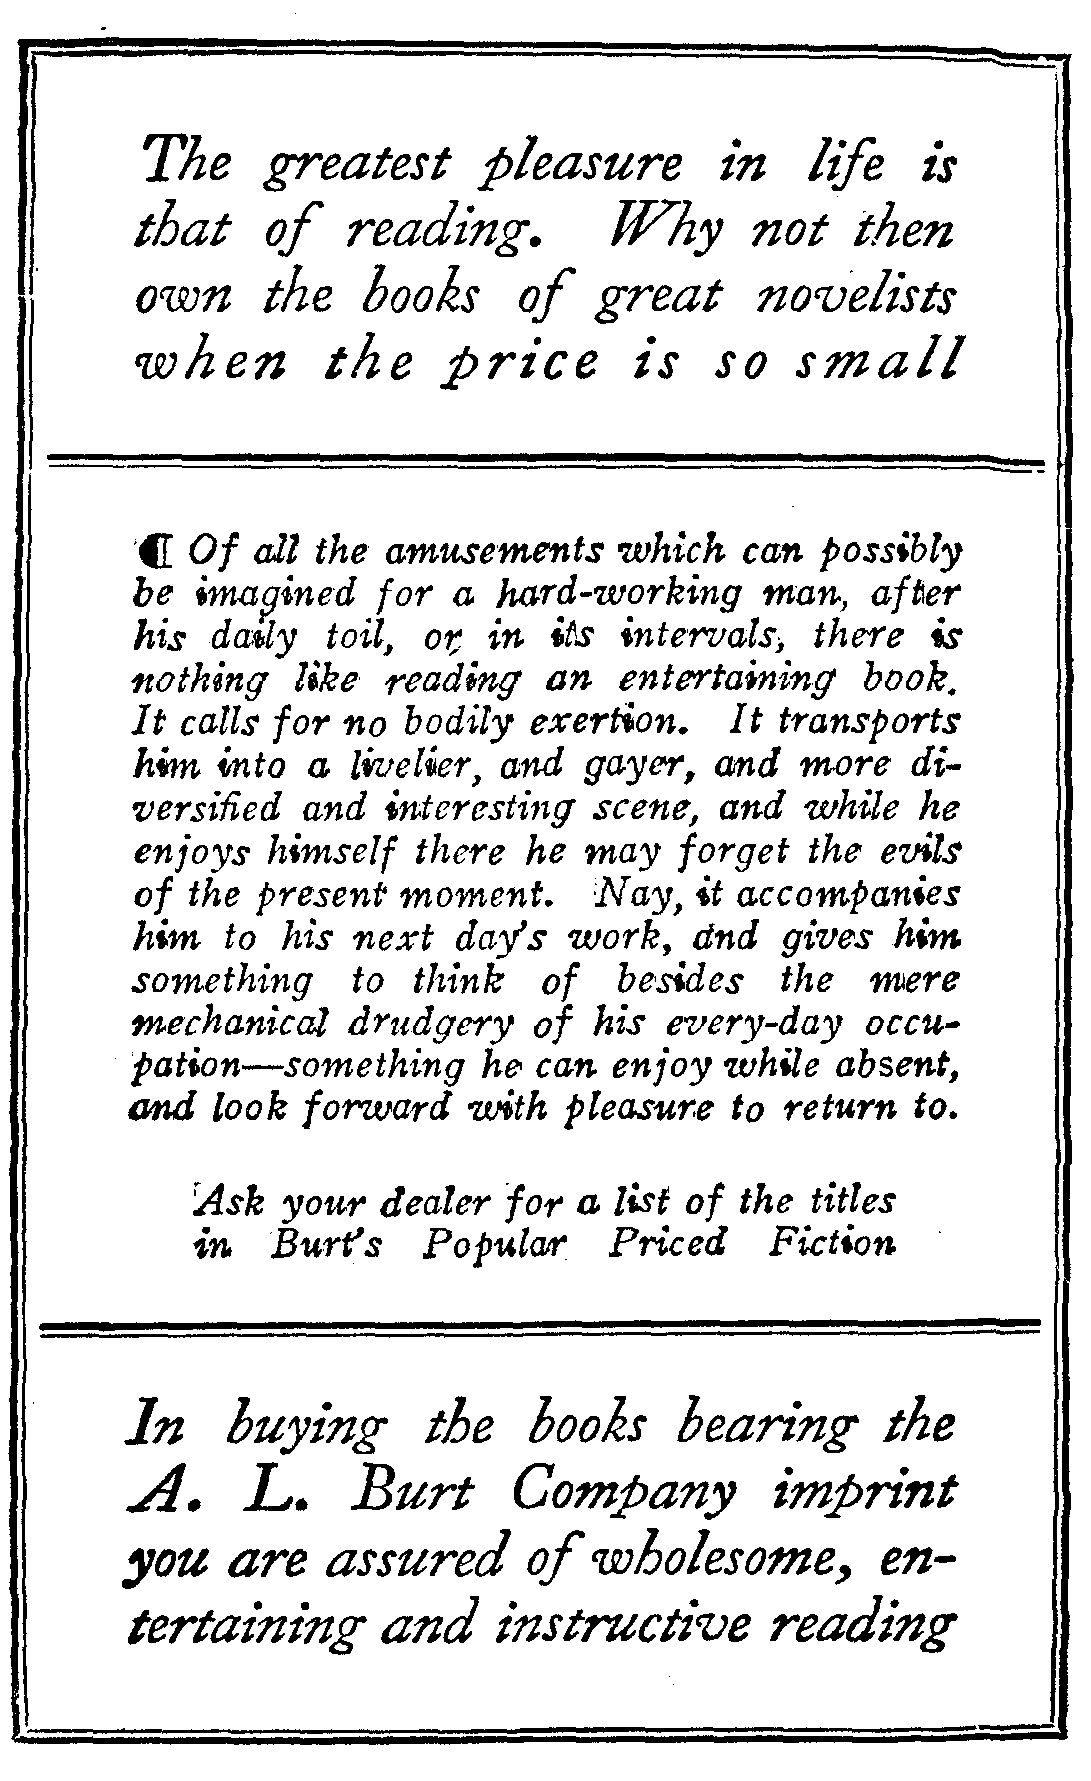 The greatest pleasure in life is
that of reading. Why not then
own the books of great novelists
when the price is so small
¶ Of all the amusements which can possibly
be imagined for a hard-working man, after
his daily toil, or in its intervals, there is
nothing like reading an entertaining book.
It calls for no bodily exertion. It transports
him into a livelier, and gayer, and more di-
versified and interesting scene, and while he
enjoys himself there he may forget the evils
of the present moment. Nay, it accompanies
him to his next day's work, and gives him
something to think of besides the mere
mechanical drudgery of his every-day occu-
pation—something he can enjoy while absent,
and look forward with pleasure to return to.
Ask your dealer for a list of the titles
in Burt's Popular Priced Fiction
In buying the books bearing the
A. L. Burt Company imprint
you are assured of wholesome, en-
tertaining and instructive reading